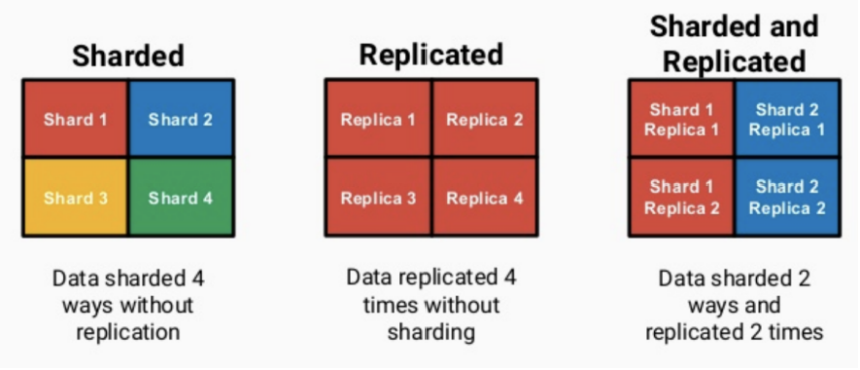 Sharded
Shard 1
Shard 2
Shard 3
Shard 4
Data sharded 4
ways without
replication
Replicated
Replica 1
Replica 2
Replica 3
Replica 4
Data replicated 4
times without
sharding
Sharded and
Replicated
Shard 1
Replica 1
Shard 2
Replica 1
Shard 1
Replica 2
Shard 2
Replica 2
Data sharded 2
ways and
replicated 2 times